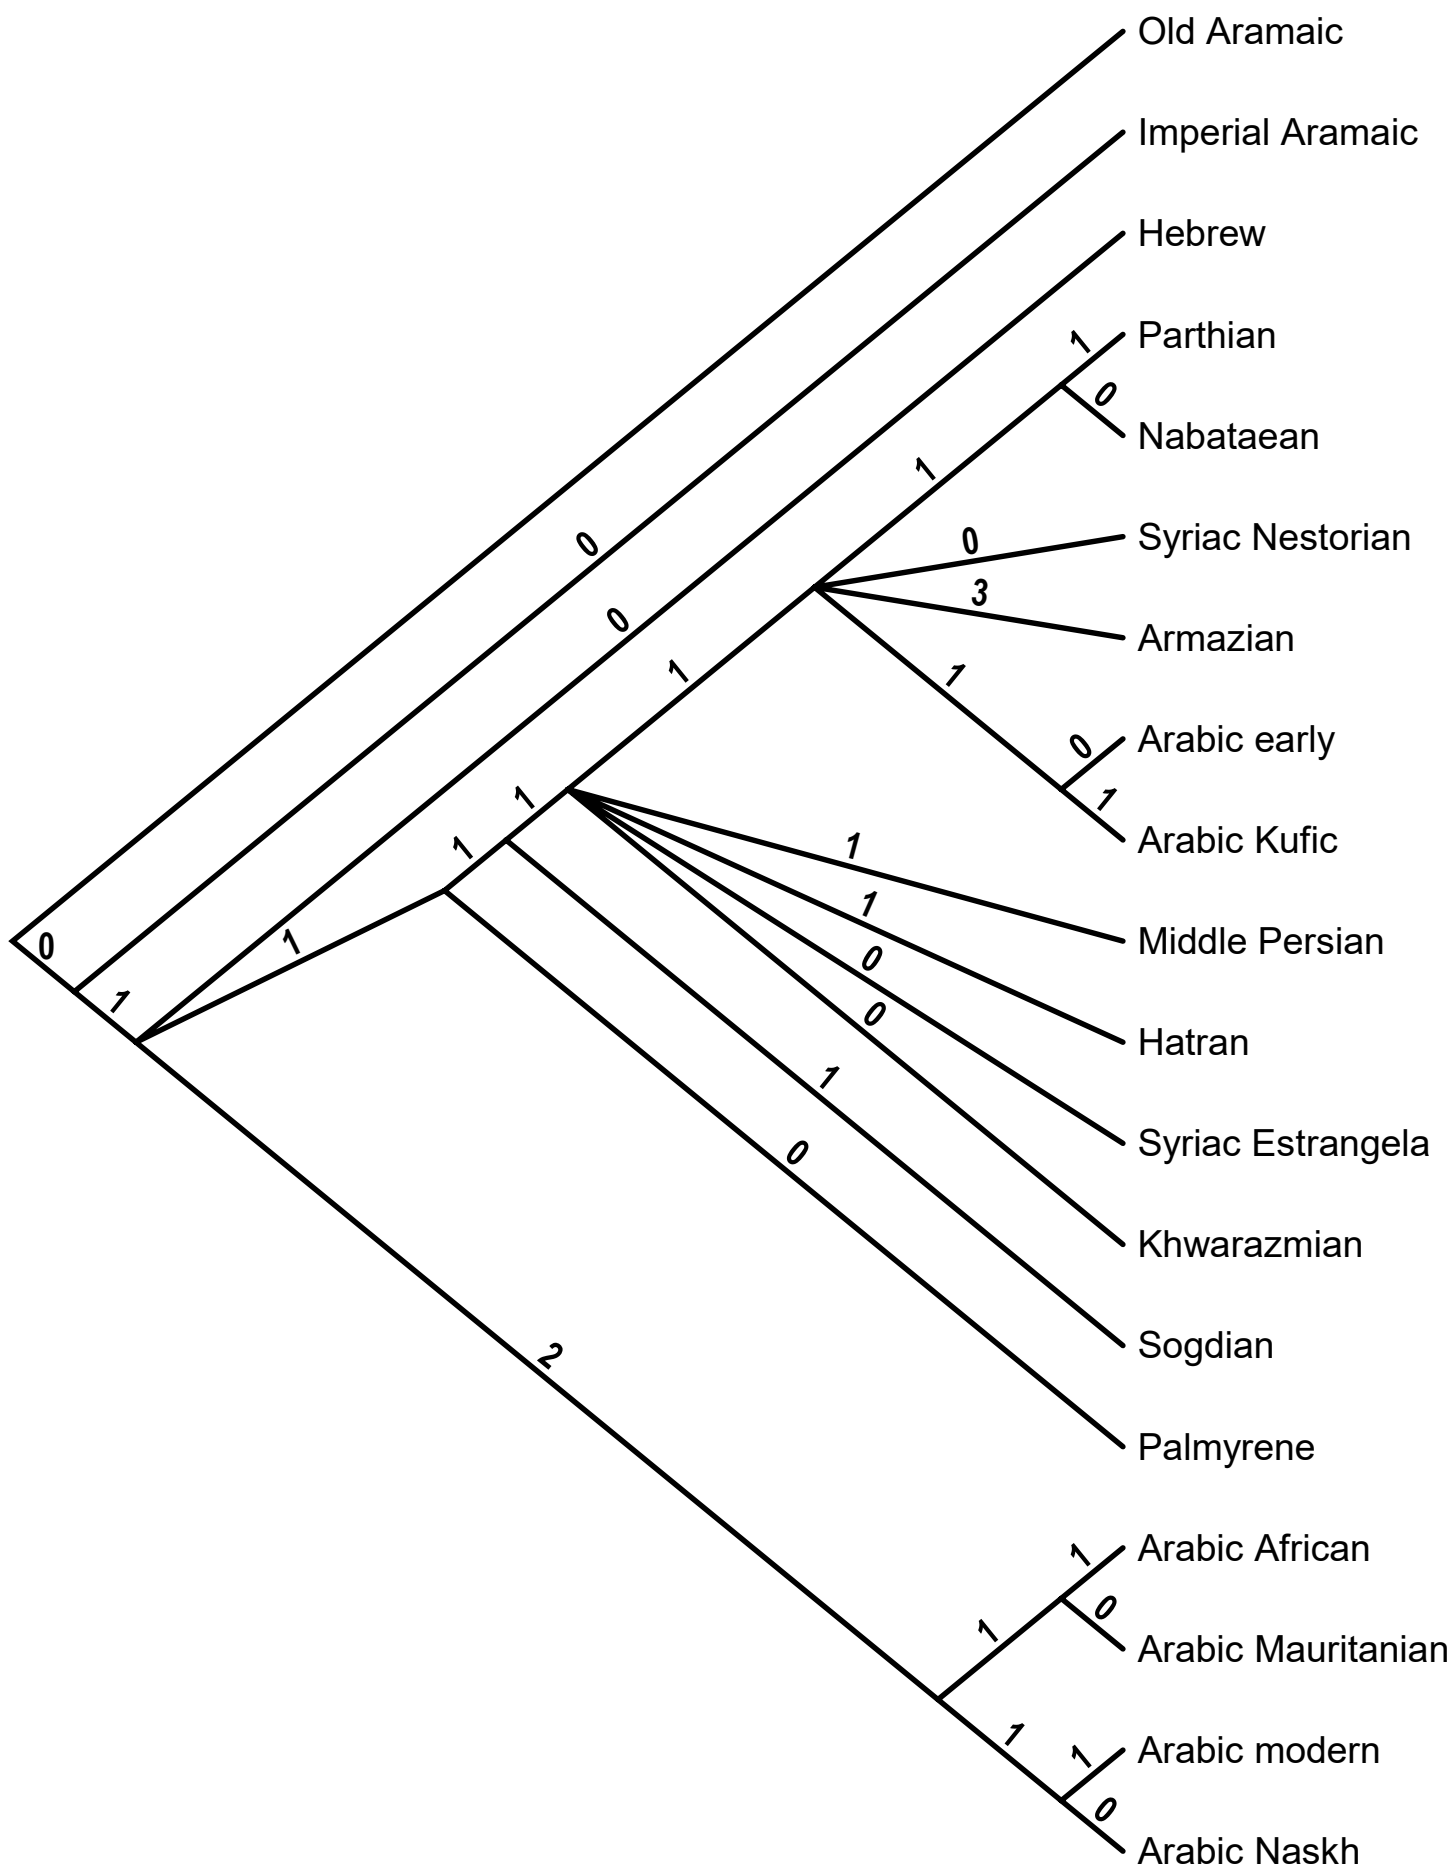 Old Aramaic
Imperial Aramaic
Hebrew
1 Parthian
0
Nabataean
1
0 Syriac Nestorian
0
3
0 Armazian
1 1
0 Arabic early
1 1
1 Arabic Kufic
1
1
Middle Persian
0 1
0
1 0
Hatran
1
0 Syriac Estrangela
Khwarazmian
2 Sogdian
Palmyrene
1 Arabic African
0
1 Arabic Mauritanian
1
1 Arabic modern
0
Arabic Naskh